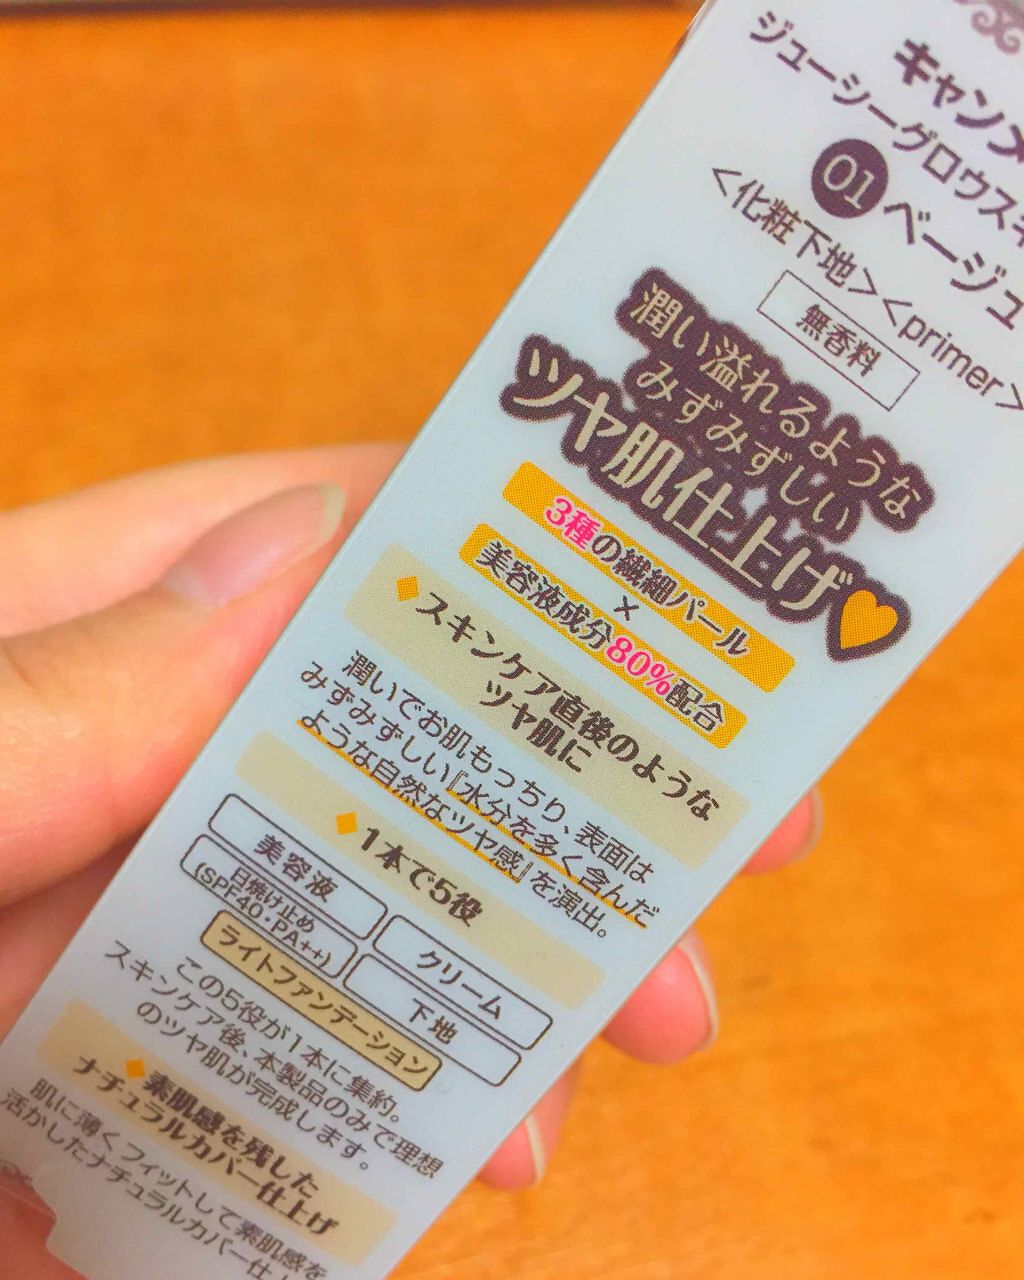 キャンメ
ジューシーグロウスキ
01 ベージュ
<化粧下地><primer>
無香料
潤い溢れるような
みずみずしい
ツヤ肌仕上げ
3種の繊細パール
×
美容液成分80%配合
スキンケア直後のような
ツヤ肌に
潤いでお肌もっちり、表面は
みずみずしい『水分を多く含んだ
ような自然なツヤ感』を演出。
1本で5役
美容液
クリーム
日焼け止め
(SPF40・PA++)
下地
ライトファンデーション
この5役が1本に集約。
スキンケア後、本製品のみで理想
のツヤ肌が完成します。
素肌感を残した
ナチュラルカバー仕上げ
肌に薄くフィットして素肌感を
活かしたナチュラルカバー仕上